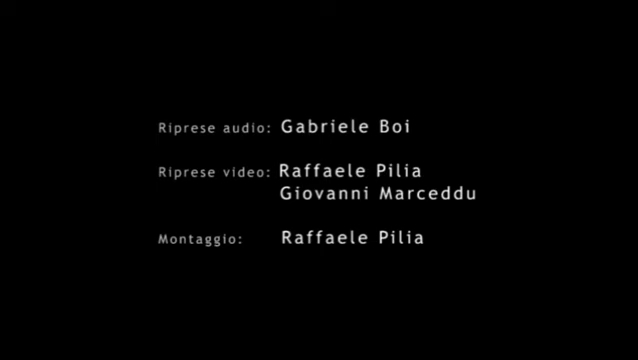 Riprese audio: Gabriele Boi
Riprese video: Raffaele Pilia
Giovanni Marceddu
Montaggio: Raffaele Pilia